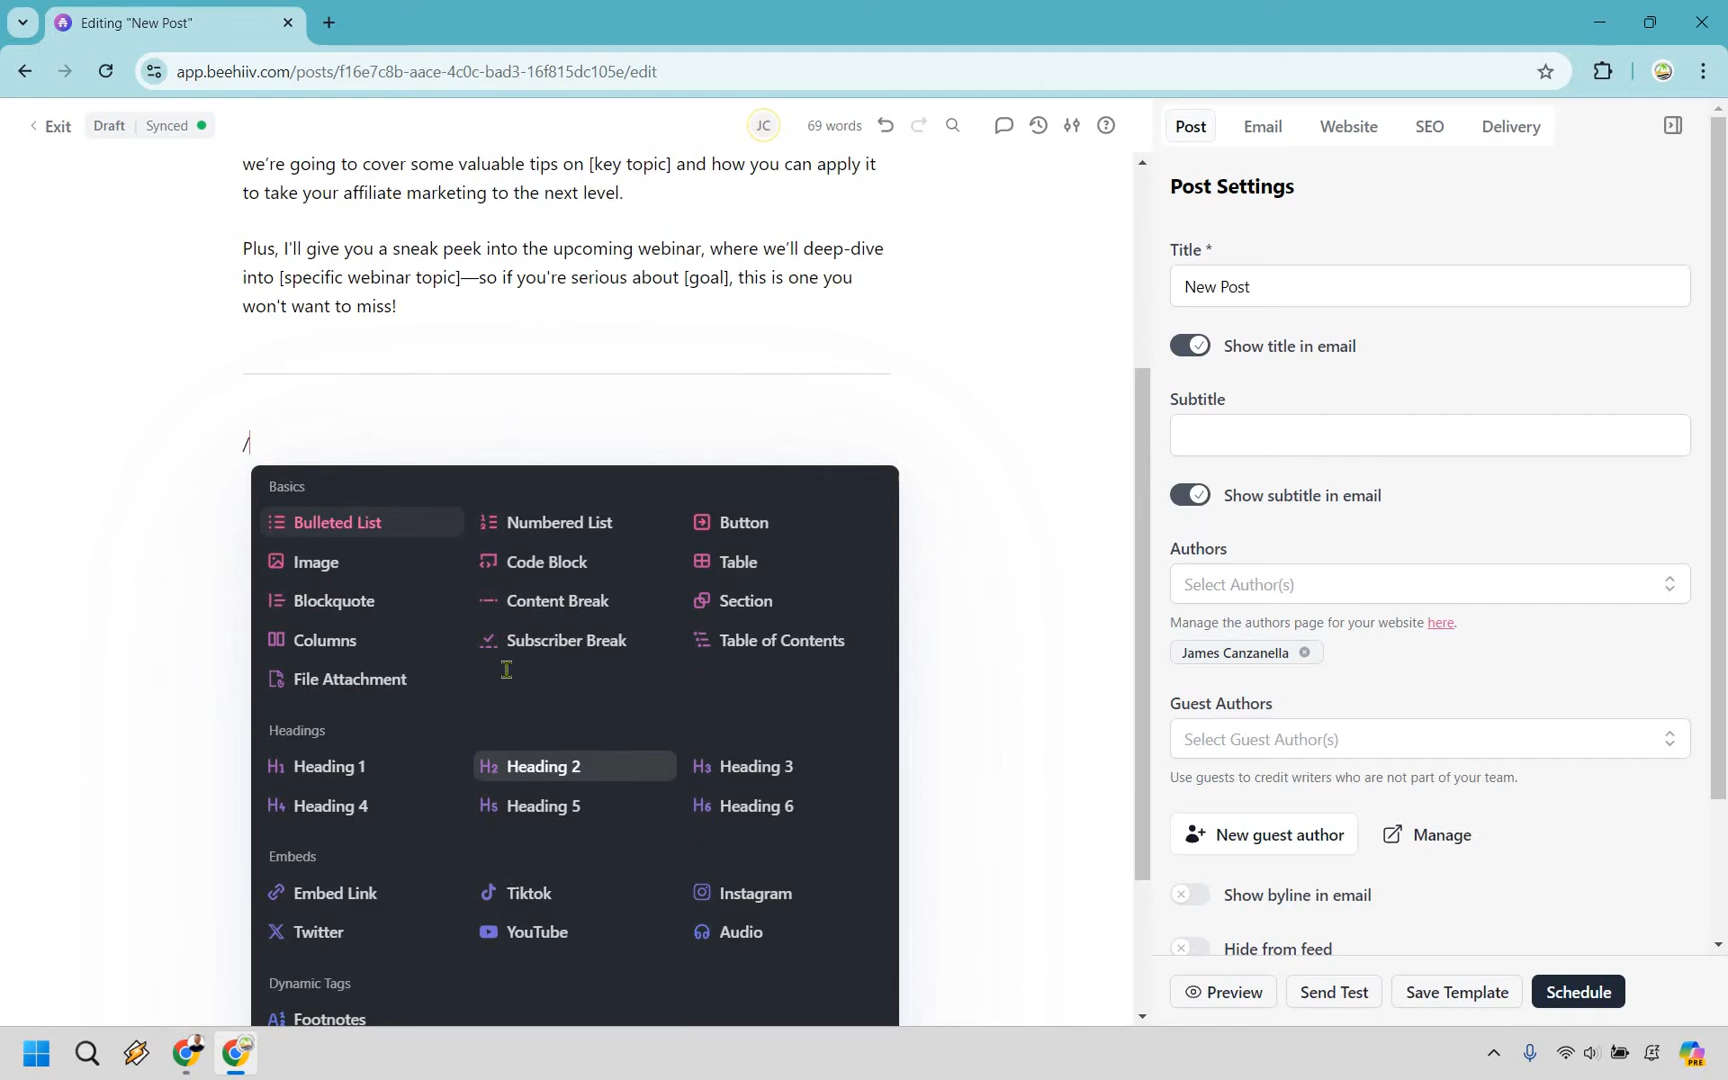 Editing "New Post"
app.beehiiv.com/posts/f16e7c8b-aace-4c0c-bad3-16f815dc105e/edit
Exit
Draft
Synced
JC
69 words
we're going to cover some valuable tips on [key topic] and how you can apply it
to take your affiliate marketing to the next level.
Plus, I'll give you a sneak peek into the upcoming webinar, where we'll deep-dive
into [specific webinar topic]—so if you're serious about [goal], this is one you
won't want to miss!
/
Basics
Bulleted List
Numbered List
Button
Image
Code Block
Table
Blockquote
Content Break
Section
Columns
Subscriber Break
Table of Contents
File Attachment
Headings
H1 Heading 1
H2 Heading 2
H3 Heading 3
H4 Heading 4
H5 Heading 5
H6 Heading 6
Embeds
Embed Link
Tiktok
Instagram
Twitter
YouTube
Audio
Dynamic Tags
Footnotes
Post
Email
Website
SEO
Delivery
Post Settings
Title *
New Post
Show title in email
Subtitle
Show subtitle in email
Authors
Select Author(s)
Manage the authors page for your website here.
James Canzanella
Guest Authors
Select Guest Author(s)
Use guests to credit writers who are not part of your team.
New guest author
Manage
Show byline in email
Hide from feed
Preview
Send Test
Save Template
Schedule
PRE